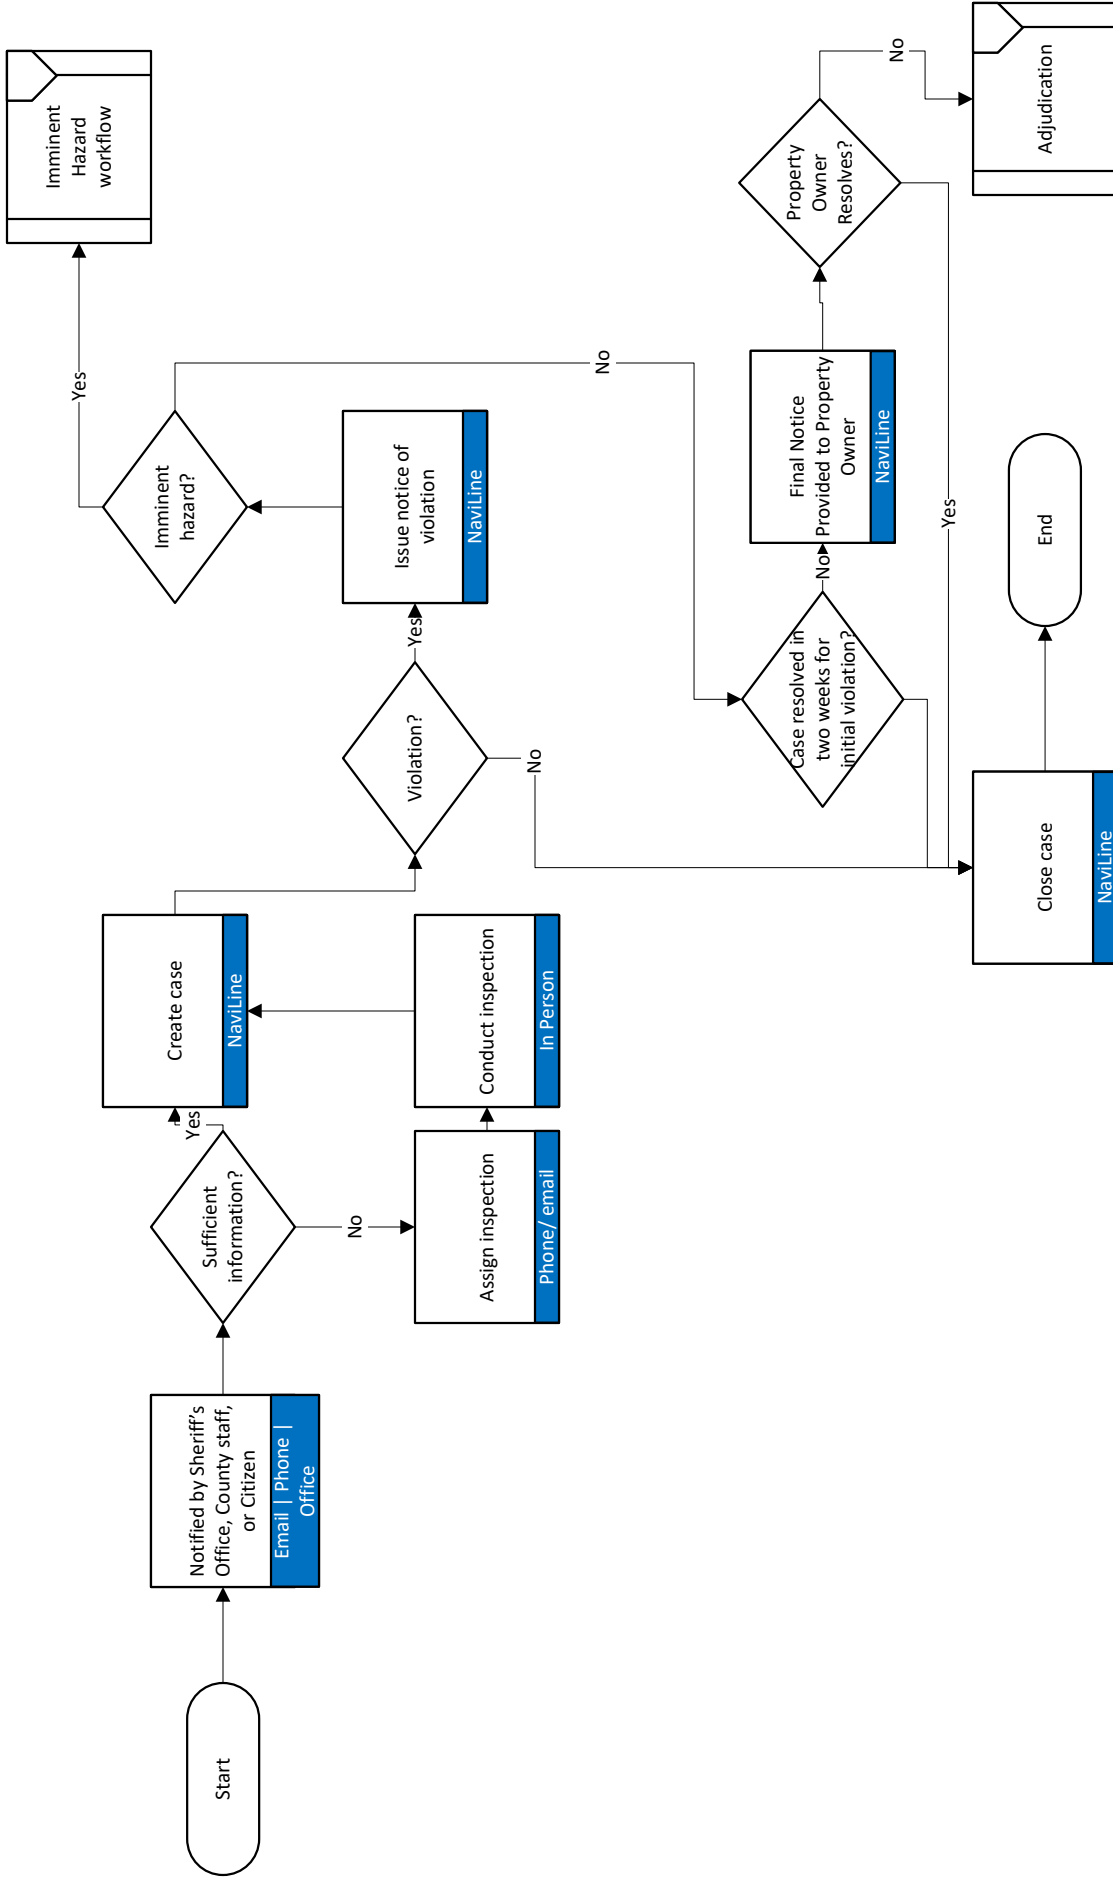 Start
Notified by Sheriff's
Office, County staff,
or Citizen
Email | Phone |
Office
Sufficient
information?
Yes
No
Create case
NaviLine
Assign inspection
Phone/ email
Conduct inspection
In Person
Violation?
Yes
No
Issue notice of
violation
NaviLine
Imminent
hazard?
Yes
No
Imminent
Hazard
workflow
Case resolved in
two weeks for
initial violation?
No
Final Notice
Provided to Property
Owner
NaviLine
Property
Owner
Resolves?
No
Yes
Adjudication
Close case
NaviLine
End